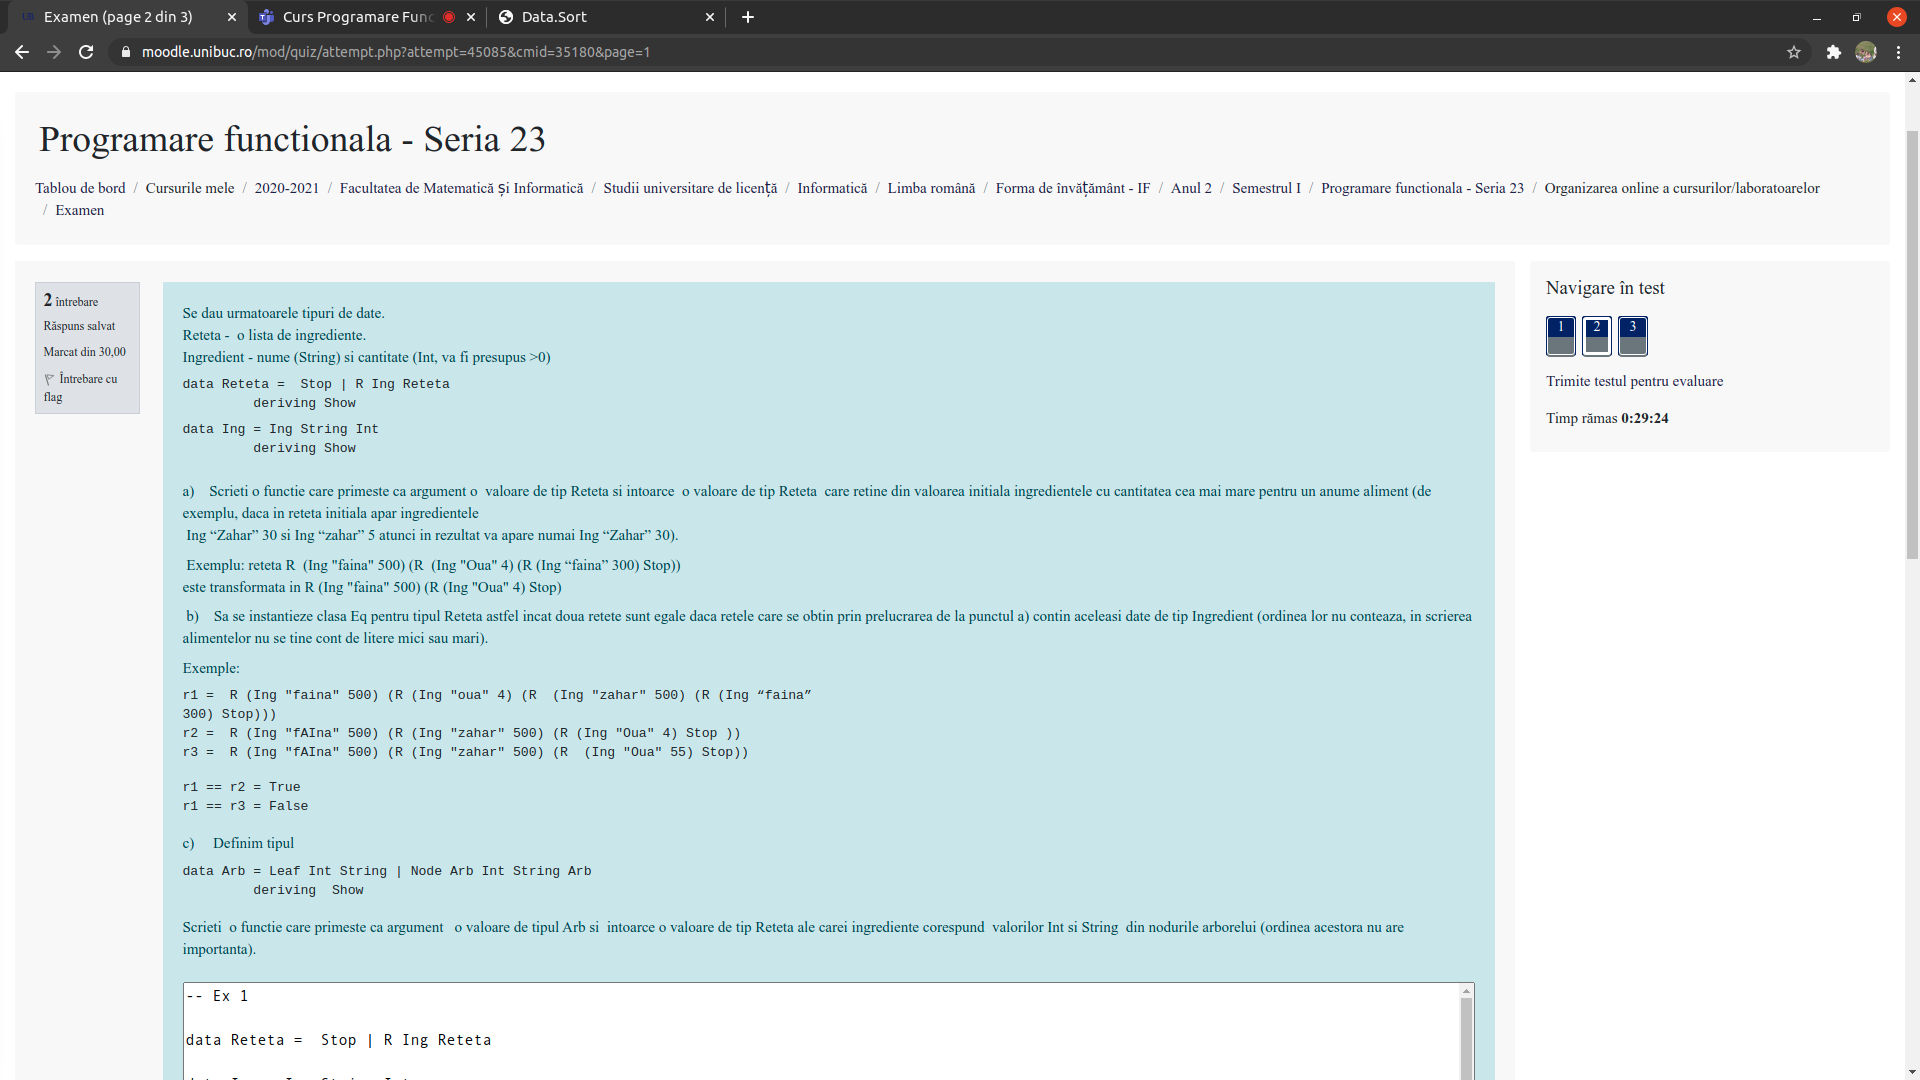 Examen (page 2 din 3)
Curs Programare Func
Data.Sort
moodle.unibuc.ro/mod/quiz/attempt.php?attempt=45085&cmid=35180&page=1
Programare functionala - Seria 23
Tablou de bord / Cursurile mele / 2020-2021 / Facultatea de Matematică și Informatică / Studii universitare de licență / Informatică / Limba română / Forma de învățământ - IF / Anul 2 / Semestrul I / Programare functionala - Seria 23 / Organizarea online a cursurilor/laboratoarelor
/ Examen
2 întrebare
Răspuns salvat
Marcat din 30,00
Întrebare cu
flag
Se dau urmatoarele tipuri de date.
Reteta - o lista de ingrediente.
Ingredient - nume (String) si cantitate (Int, va fi presupus >0)
data Reteta =  Stop | R Ing Reteta
         deriving Show
data Ing = Ing String Int
         deriving Show
a) Scrieti o functie care primeste ca argument o valoare de tip Reteta si intoarce o valoare de tip Reteta care retine din valoarea initiala ingredientele cu cantitatea cea mai mare pentru un anume aliment (de
exemplu, daca in reteta initiala apar ingredientele
Ing “Zahar” 30 si Ing “zahar” 5 atunci in rezultat va apare numai Ing “Zahar” 30).
Exemplu: reteta R (Ing "faina" 500) (R (Ing "Oua" 4) (R (Ing “faina” 300) Stop))
este transformata in R (Ing "faina" 500) (R (Ing "Oua" 4) Stop)
b) Sa se instantieze clasa Eq pentru tipul Reteta astfel incat doua retete sunt egale daca retele care se obtin prin prelucrarea de la punctul a) contin aceleasi date de tip Ingredient (ordinea lor nu conteaza, in scrierea
alimentelor nu se tine cont de litere mici sau mari).
Exemple:
r1 =  R (Ing "faina" 500) (R (Ing "oua" 4) (R  (Ing "zahar" 500) (R (Ing “faina”
300) Stop)))
r2 =  R (Ing "fAIna" 500) (R (Ing "zahar" 500) (R (Ing "Oua" 4) Stop ))
r3 =  R (Ing "fAIna" 500) (R (Ing "zahar" 500) (R  (Ing "Oua" 55) Stop))
r1 == r2 = True
r1 == r3 = False
c) Definim tipul
data Arb = Leaf Int String | Node Arb Int String Arb
         deriving  Show
Scrieti o functie care primeste ca argument o valoare de tipul Arb si intoarce o valoare de tip Reteta ale carei ingrediente corespund valorilor Int si String din nodurile arborelui (ordinea acestora nu are
importanta).
-- Ex 1
data Reteta =  Stop | R Ing Reteta
Navigare în test
1 2 3
Trimite testul pentru evaluare
Timp rămas 0:29:24